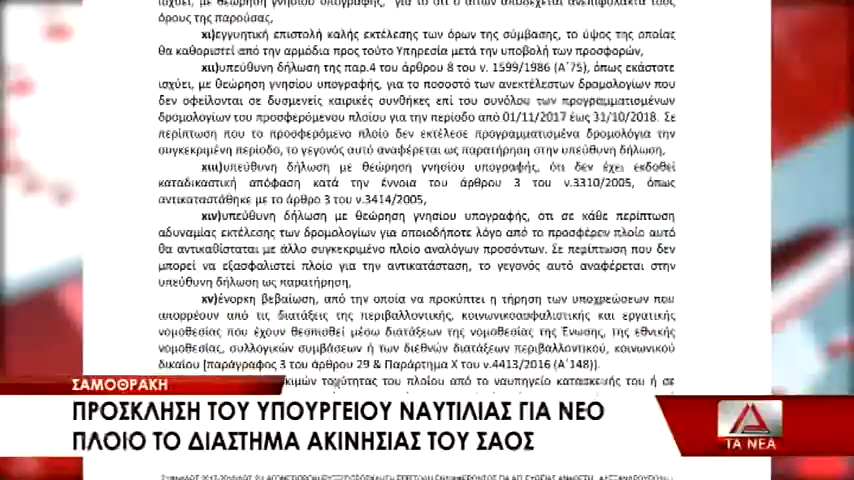 ισχύει, με θεώρηση γνησίου υπογραφής, για το ότι ο αιτών αποδέχεται ανεπιφύλακτα τους
όρους της παρούσας,
xi)εγγυητική επιστολή καλής εκτέλεσης των όρων της σύμβασης, το ύψος της οποίας
θα καθοριστεί από την αρμόδια προς τούτο Υπηρεσία μετά την υποβολή των προσφορών,
xii)υπεύθυνη δήλωση της παρ.4 του άρθρου 8 του ν. 1599/1986 (Α΄75), όπως εκάστοτε
ισχύει, με θεώρηση γνησίου υπογραφής, για το ποσοστό των ανεκτέλεστων δρομολογίων που
δεν οφείλονται σε δυσμενείς καιρικές συνθήκες επί του συνόλου των προγραμματισμένων
δρομολογίων του προσφερόμενου πλοίου για την περίοδο από 01/11/2017 έως 31/10/2018. Σε
περίπτωση που το προσφερόμενο πλοίο δεν εκτέλεσε προγραμματισμένα δρομολόγια την
συγκεκριμένη περίοδο, το γεγονός αυτό αναφέρεται ως παρατήρηση στην υπεύθυνη δήλωση,
xiii)υπεύθυνη δήλωση με θεώρηση γνησίου υπογραφής, ότι δεν έχει εκδοθεί
καταδικαστική απόφαση κατά την έννοια του άρθρου 3 του ν.3310/2005, όπως
αντικαταστάθηκε με το άρθρο 3 του ν.3414/2005,
xiv)υπεύθυνη δήλωση με θεώρηση γνησίου υπογραφής, ότι σε κάθε περίπτωση
αδυναμίας εκτέλεσης των δρομολογίων για οποιοδήποτε λόγο από το προσφερέν πλοίο αυτό
θα αντικαθίσταται με άλλο συγκεκριμένο πλοίο αναλόγων προσόντων. Σε περίπτωση που δεν
μπορεί να εξασφαλιστεί πλοίο για την αντικατάσταση, το γεγονός αυτό αναφέρεται στην
υπεύθυνη δήλωση ως παρατήρηση,
xv)ένορκη βεβαίωση, από την οποία να προκύπτει η τήρηση των υποχρεώσεων που
απορρέουν από τις διατάξεις της περιβαλλοντικής, κοινωνικοασφαλιστικής και εργατικής
νομοθεσίας που έχουν θεσπισθεί μέσω διατάξεων της νομοθεσίας της Ένωσης, της εθνικής
νομοθεσίας, συλλογικών συμβάσεων ή των διεθνών διατάξεων περιβαλλοντικού, κοινωνικού
δικαίου [παράγραφος 3 του άρθρου 29 & Παράρτημα Χ του ν.4413/2016 (Α΄148)].
κιμών ταχύτητας του πλοίου από το ναυπηγείο κατασκευής του ή σε
ΣΑΜΟΘΡΑΚΗ
ΠΡΟΣΚΛΗΣΗ ΤΟΥ ΥΠΟΥΡΓΕΙΟΥ ΝΑΥΤΙΛΙΑΣ ΓΙΑ ΝΕΟ
ΠΛΟΙΟ ΤΟ ΔΙΑΣΤΗΜΑ ΑΚΙΝΗΣΙΑΣ ΤΟΥ ΣΑΟΣ
ΤΑ ΝΕΑ